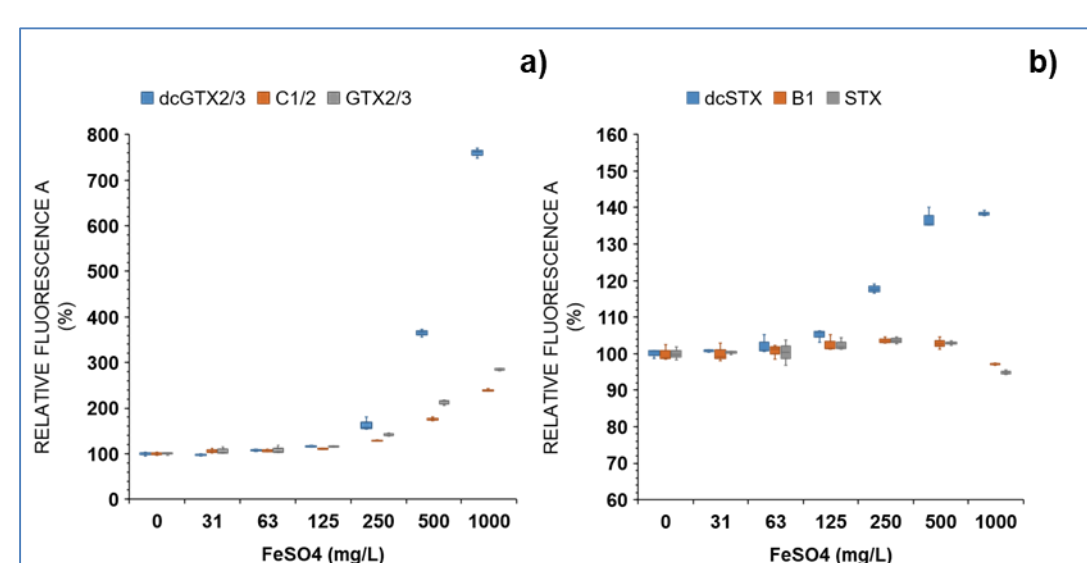 a)
dcGTX2/3 C1/2 GTX2/3
RELATIVE FLUORESCENCE A
(%)
800
700
600
500
400
300
200
100
0
0 31 63 125 250 500 1000
FeSO4 (mg/L)
b)
dcSTX B1 STX
RELATIVE FLUORESCENCE A
(%)
160
150
140
130
120
110
100
90
80
70
60
0 31 63 125 250 500 1000
FeSO4 (mg/L)